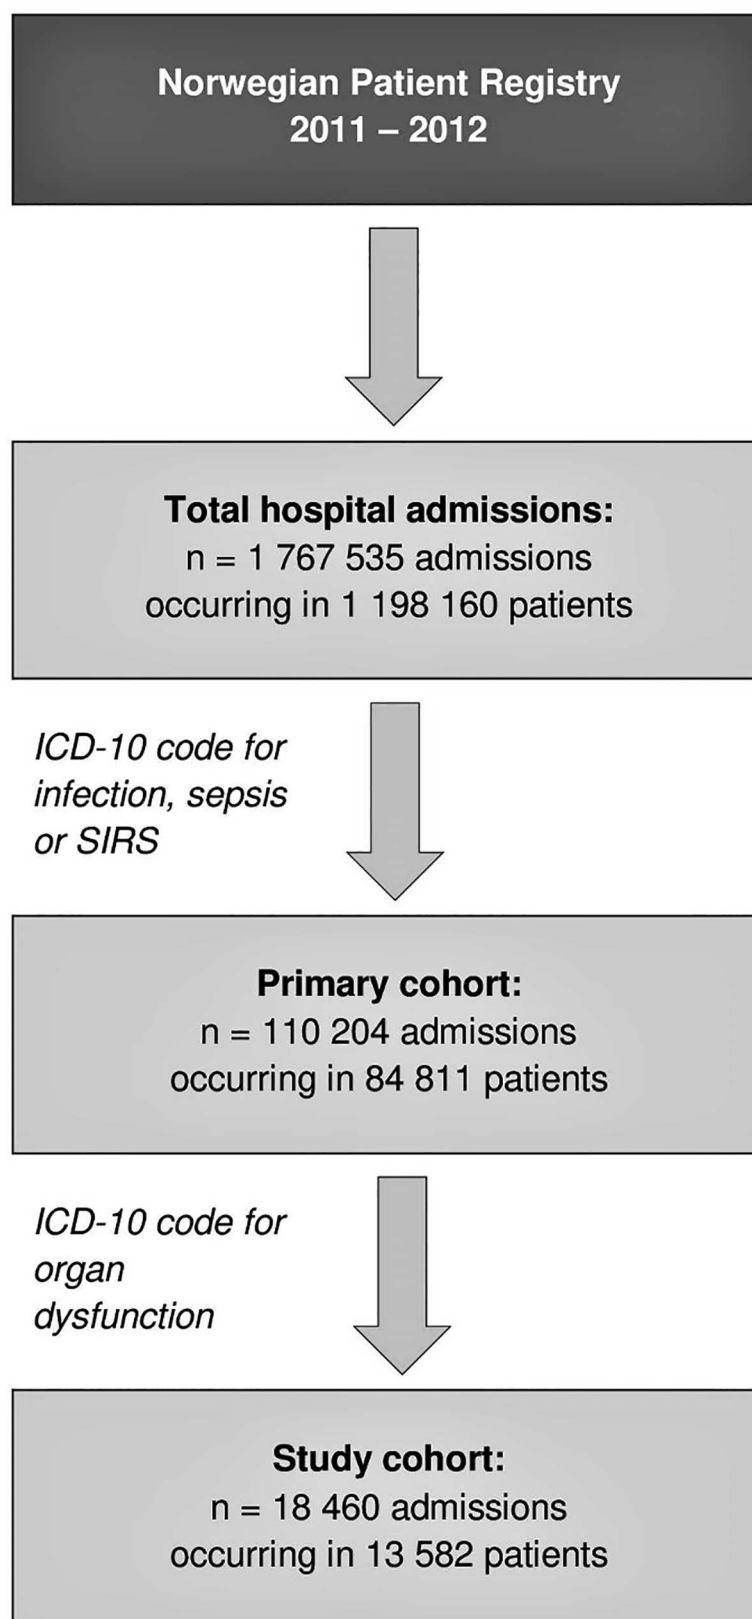 Norwegian Patient Registry
2011 – 2012
Total hospital admissions:
n = 1 767 535 admissions
occurring in 1 198 160 patients
ICD-10 code for
infection, sepsis
or SIRS
Primary cohort:
n = 110 204 admissions
occurring in 84 811 patients
ICD-10 code for
organ
dysfunction
Study cohort:
n = 18 460 admissions
occurring in 13 582 patients